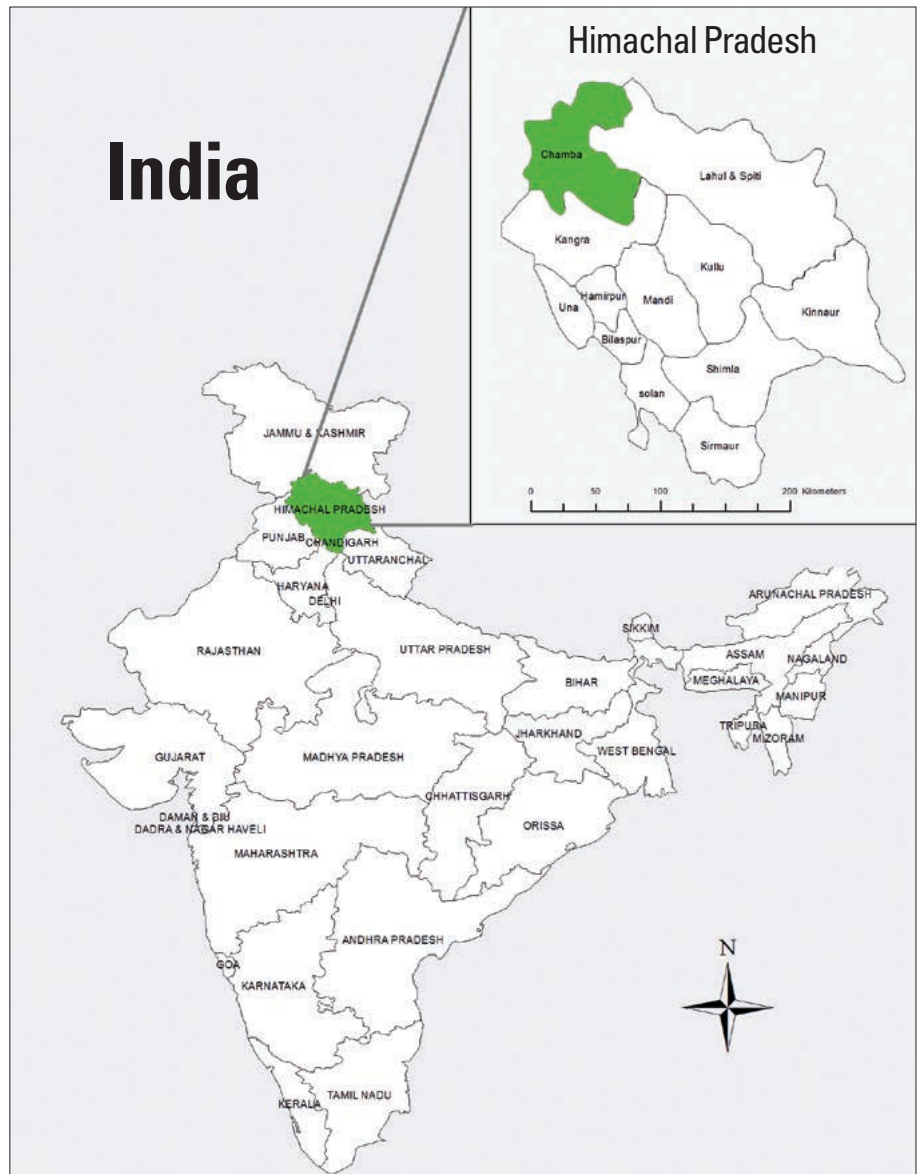 India
Himachal Pradesh
Chamba
Lahul & Spiti
Kangra
Kullu
Hamirpur
Mandi
Una
Kinnaur
Bilaspur
Shimla
solan
Sirmaur
0 50 100 200 Kilometers
JAMMU & KASHMIR
HIMACHAL PRADESH
PUNJAB
CHANDIGARH
UTTARANCHAL
HARYANA
DELHI
ARUNACHAL PRADESH
SIKKIM
RAJASTHAN
UTTAR PRADESH
ASSAM
NAGALAND
BIHAR
MEGHALAYA
MANIPUR
TRIPURA
MIZORAM
JHARKHAND
WEST BENGAL
GUJARAT
MADHYA PRADESH
CHHATTISGARH
DAMAN & DIU
DADRA & NAGAR HAVELI
ORISSA
MAHARASHTRA
ANDHRA PRADESH
N
GOA
KARNATAKA
TAMIL NADU
KERALA